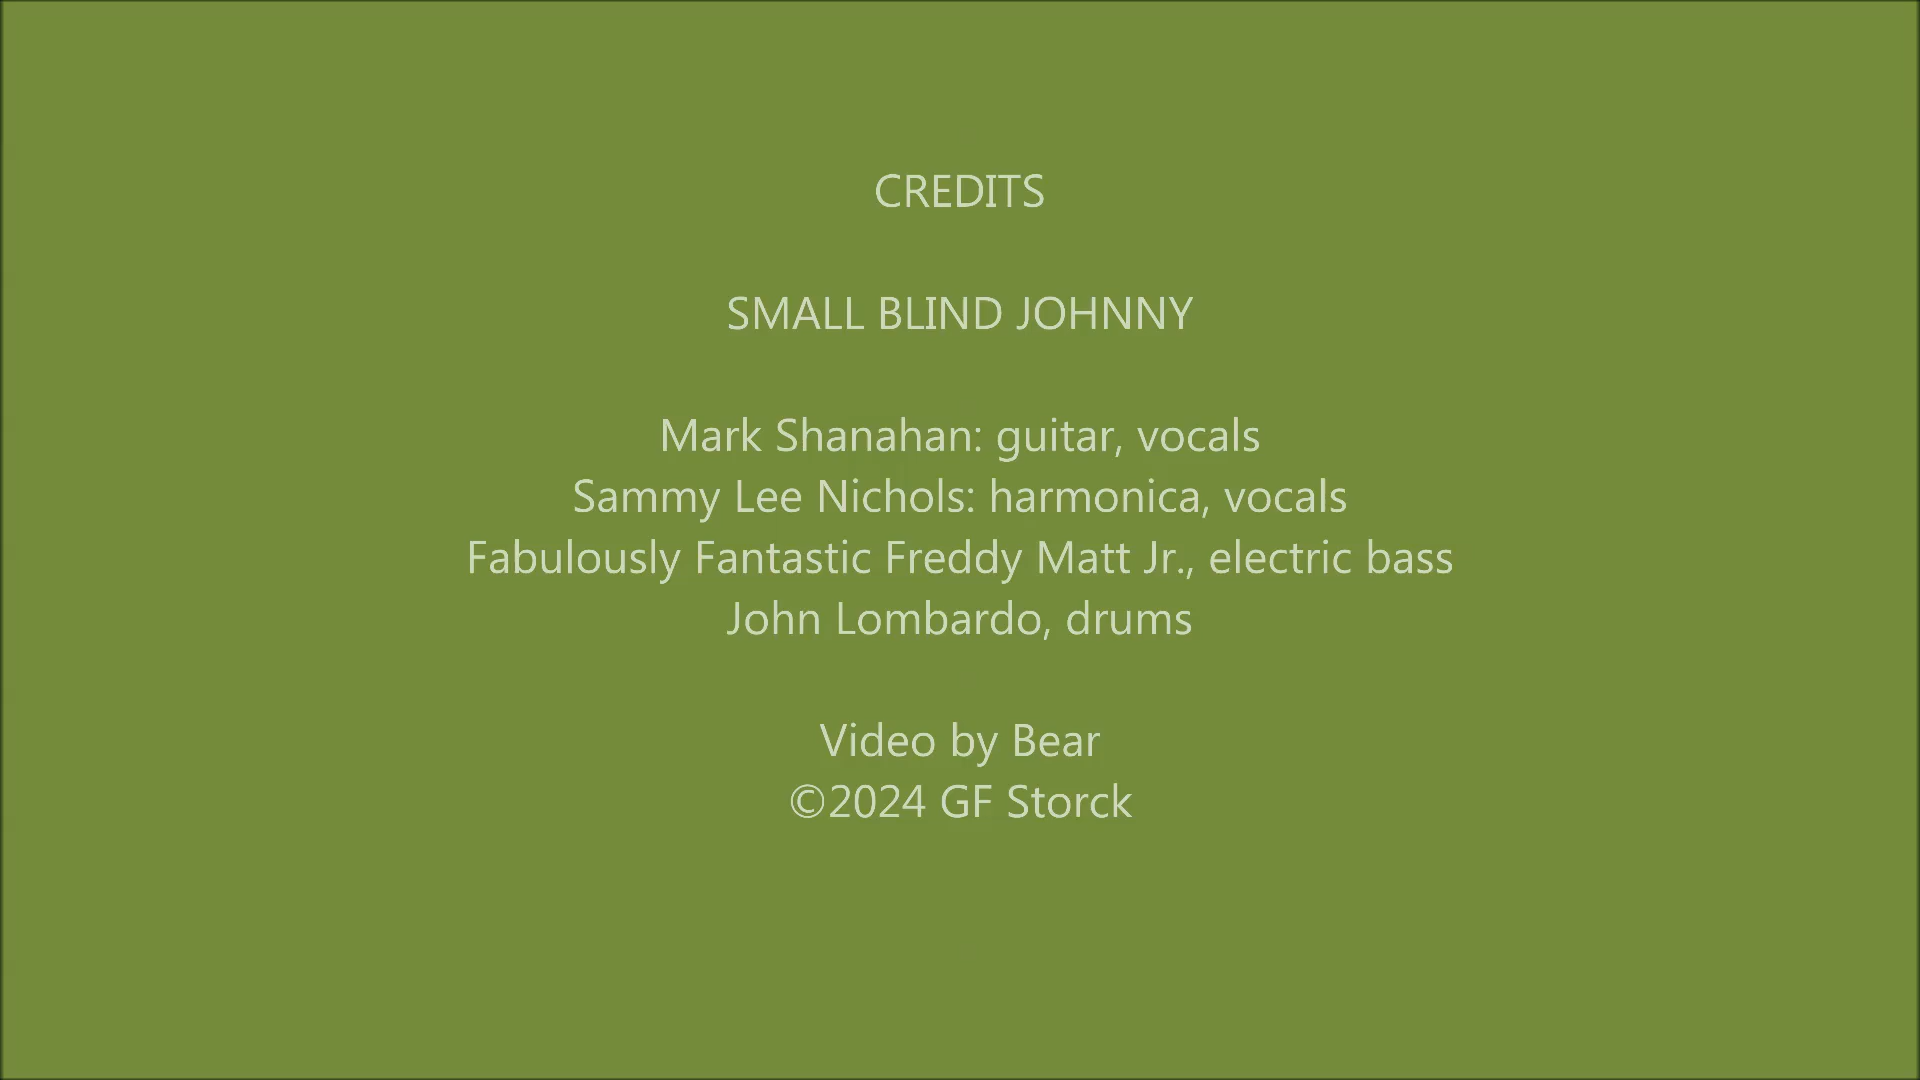 CREDITS
SMALL BLIND JOHNNY
Mark Shanahan: guitar, vocals
Sammy Lee Nichols: harmonica, vocals
Fabulously Fantastic Freddy Matt Jr., electric bass
John Lombardo, drums
Video by Bear
©2024 GF Storck